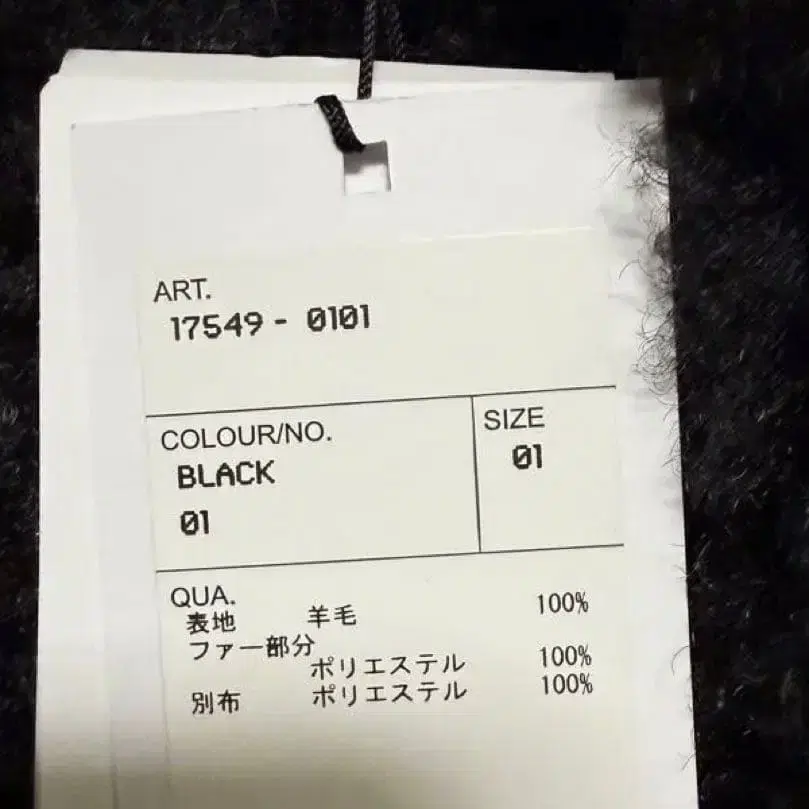 ART.
17549 - 0101
COLOUR/NO.
BLACK
01
SIZE
01
QUA.
表地 羊毛 100%
ファー部分
ポリエステル 100%
別布 ポリエステル 100%